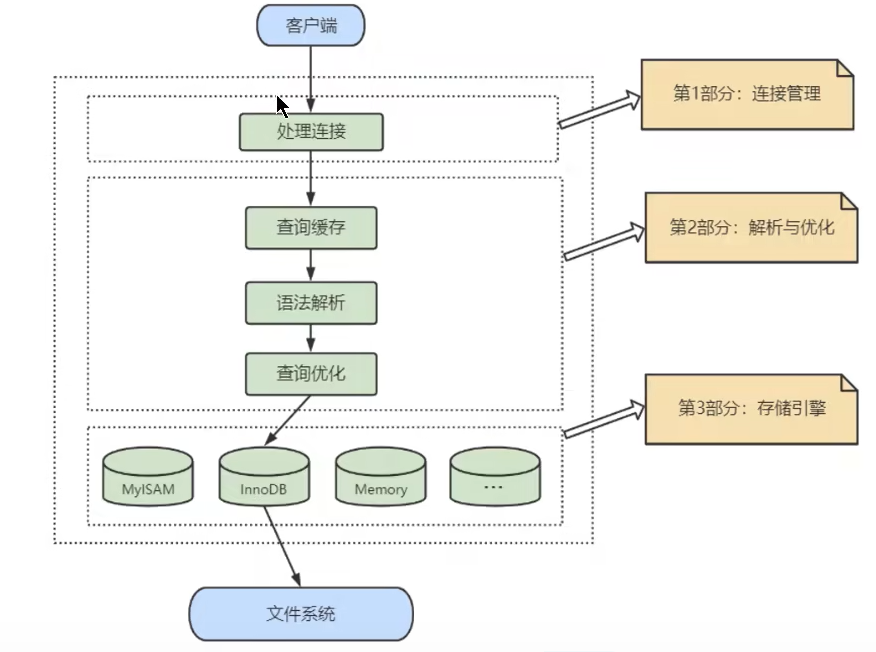 客户端
第1部分：连接管理
处理连接
查询缓存
第2部分：解析与优化
语法解析
查询优化
第3部分：存储引擎
MyISAM
InnoDB
Memory
...
文件系统